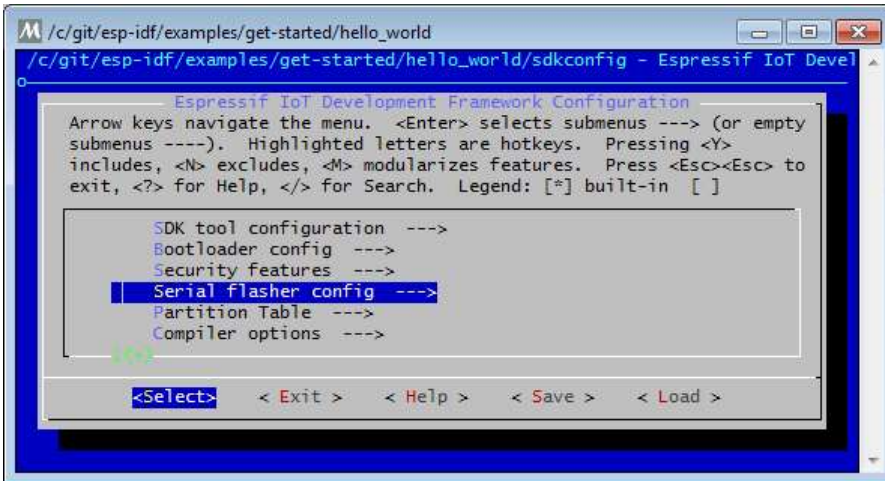 M /c/git/esp-idf/examples/get-started/hello_world
/c/git/esp-idf/examples/get-started/hello_world/sdkconfig - Espressif IoT Devel
Espressif IoT Development Framework Configuration
Arrow keys navigate the menu. <Enter> selects submenus ---> (or empty
submenus ----). Highlighted letters are hotkeys. Pressing <Y>
includes, <N> excludes, <M> modularizes features. Press <Esc><Esc> to
exit, <?> for Help, </> for Search. Legend: [*] built-in [ ]
SDK tool configuration --->
Bootloader config --->
Security features --->
Serial flasher config --->
Partition Table --->
Compiler options --->
<Select> < Exit > < Help > < Save > < Load >